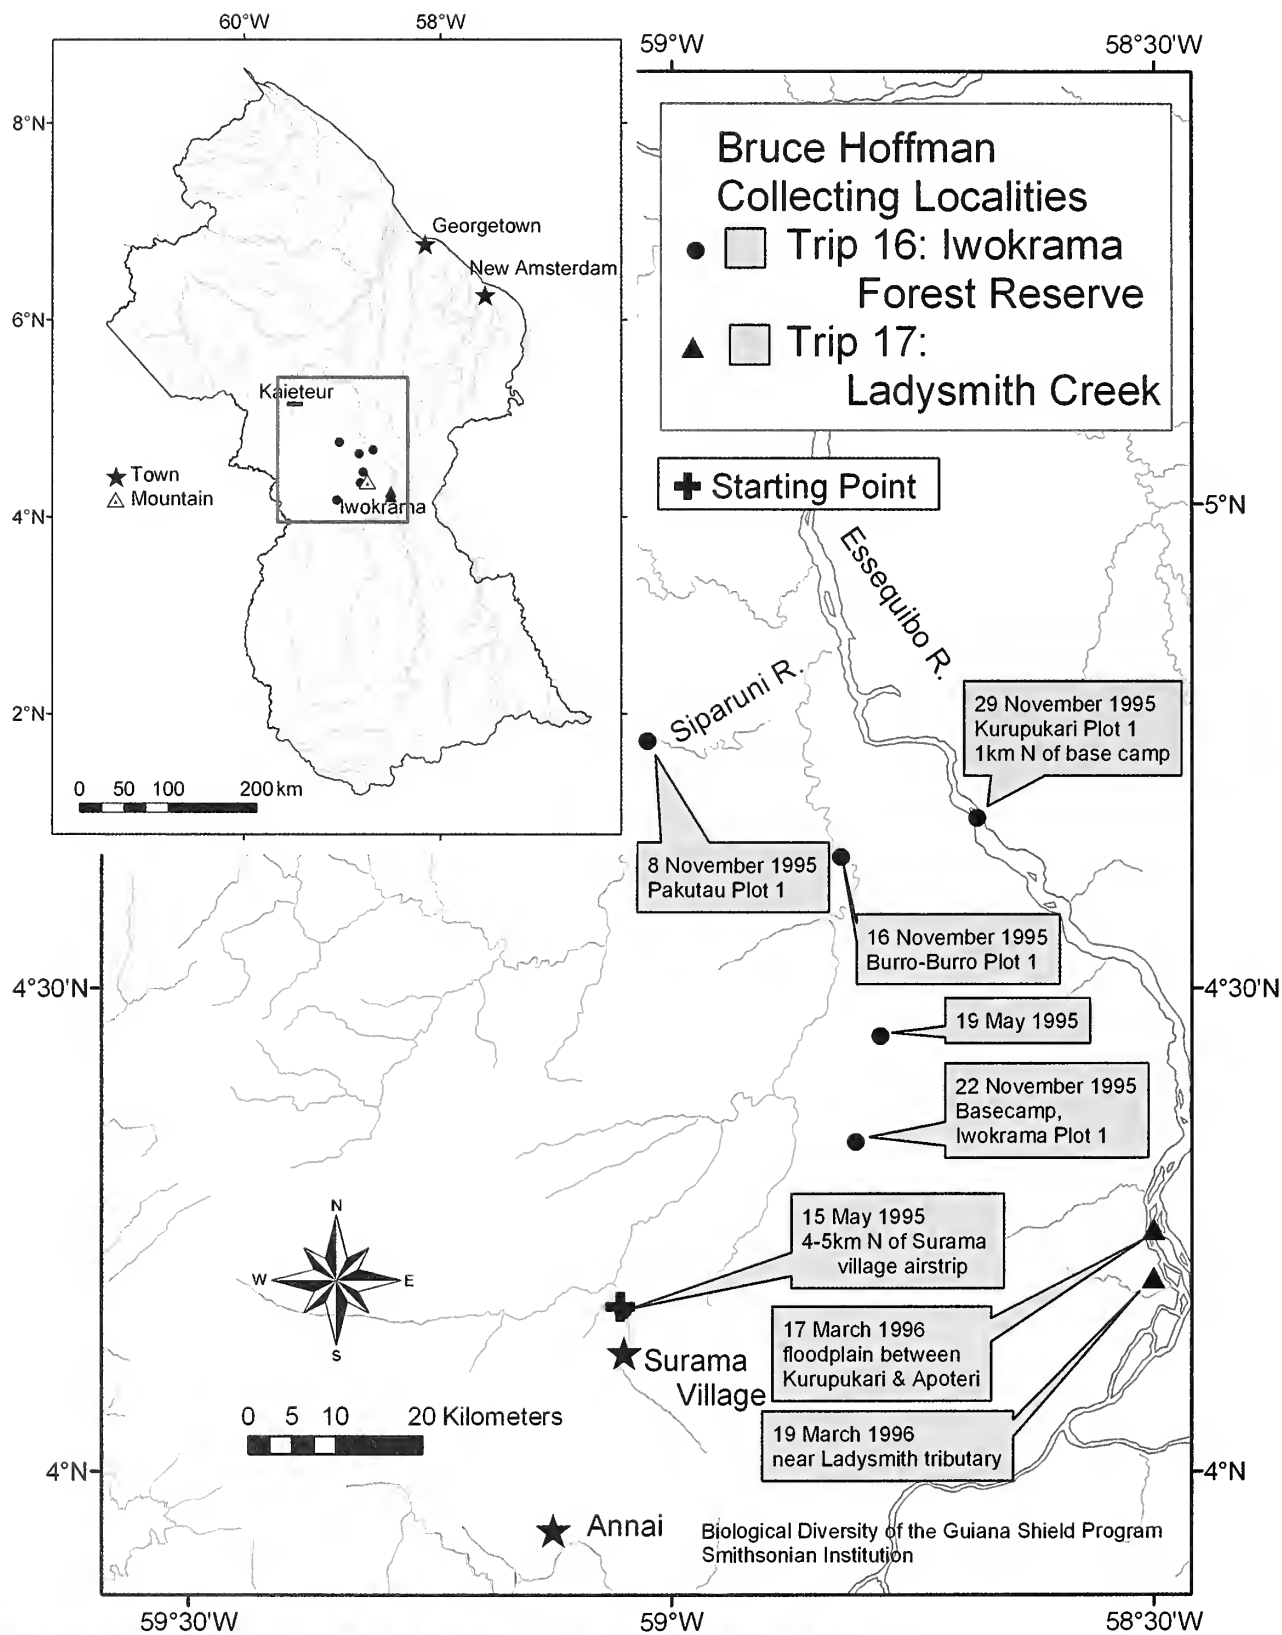 60°W
58°W
8°N
6°N
4°N
2°N
Georgetown
New Amsterdam
Kaieteur
Iwokrama
Town
Mountain
0 50 100 200 km
59°W
58°30'W
Bruce Hoffman
Collecting Localities
Trip 16: Iwokrama
Forest Reserve
Trip 17:
Ladysmith Creek
Starting Point
5°N
Essequibo R.
Siparuni R.
29 November 1995
Kurupukari Plot 1
1km N of base camp
8 November 1995
Pakutau Plot 1
16 November 1995
Burro-Burro Plot 1
4°30'N
4°30'N
19 May 1995
22 November 1995
Basecamp,
Iwokrama Plot 1
15 May 1995
4-5km N of Surama
village airstrip
N
W
E
S
17 March 1996
floodplain between
Kurupukari & Apoteri
Surama
Village
0 5 10 20 Kilometers
19 March 1996
near Ladysmith tributary
4°N
4°N
Annai
Biological Diversity of the Guiana Shield Program
Smithsonian Institution
59°30'W
59°W
58°30'W